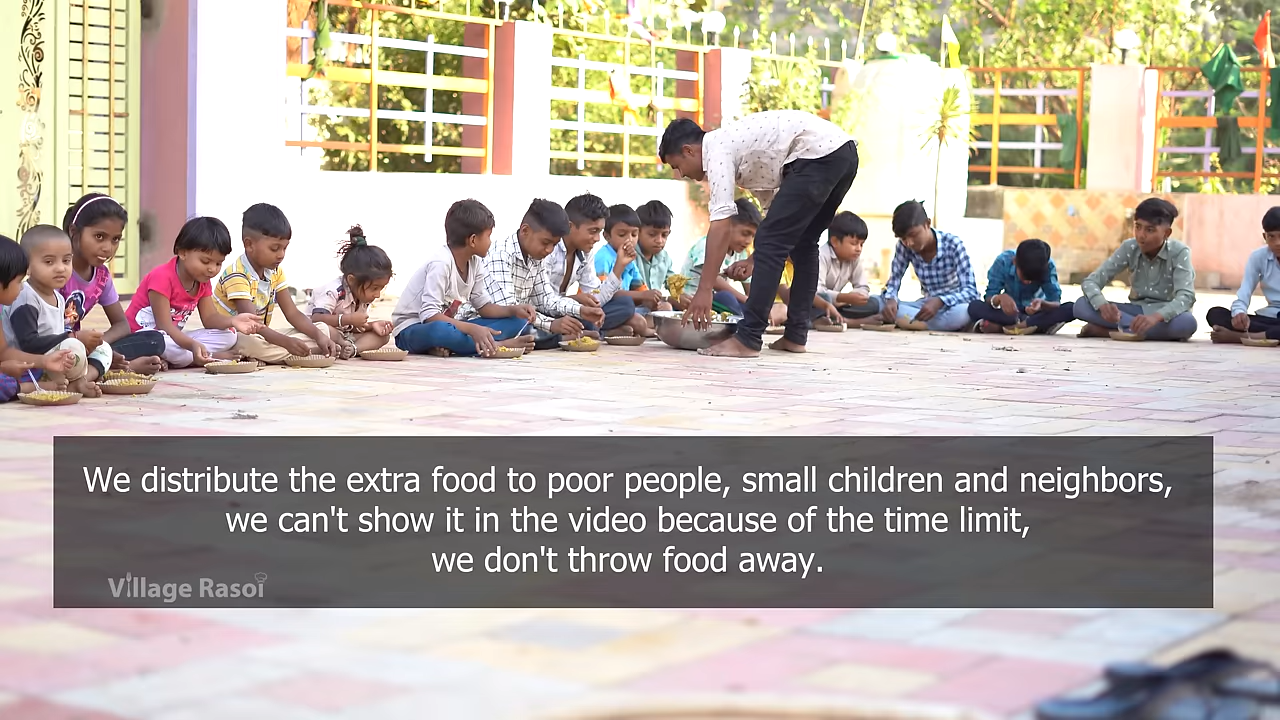 We distribute the extra food to poor people, small children and neighbors,
we can't show it in the video because of the time limit,
we don't throw food away.
Village Rasoi